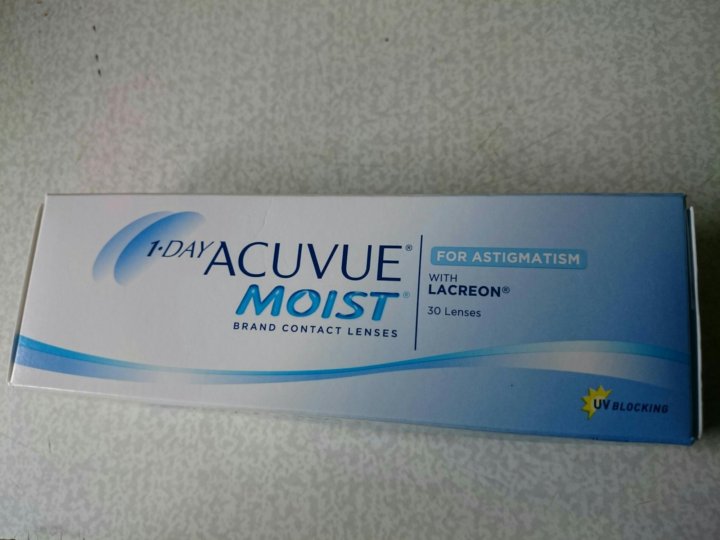 1·DAY ACUVUE®
MOIST®
BRAND CONTACT LENSES
FOR ASTIGMATISM
WITH
LACREON®
30 Lenses
UV BLOCKING